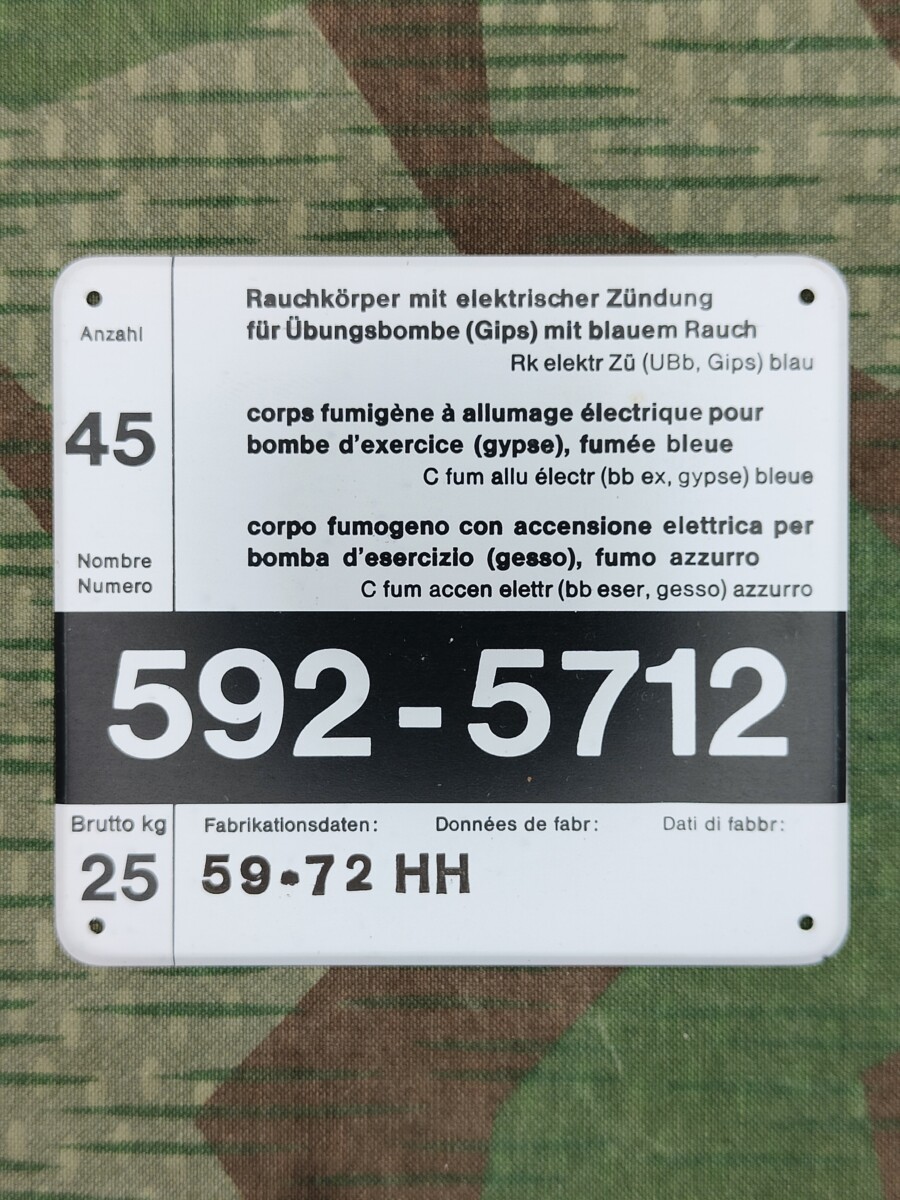 Anzahl
45
Nombre
Numero
Rauchkörper mit elektrischer Zündung
für Übungsbombe (Gips) mit blauem Rauch
Rk elektr Zü (UBb, Gips) blau
corps fumigène à allumage électrique pour
bombe d'exercice (gypse), fumée bleue
C fum allu électr (bb ex, gypse) bleue
corpo fumogeno con accensione elettrica per
bomba d'esercizio (gesso), fumo azzurro
C fum accen elettr (bb eser, gesso) azzurro
592-5712
Brutto kg
25
Fabrikationsdaten: Données de fabr: Dati di fabbr:
59•72 HH